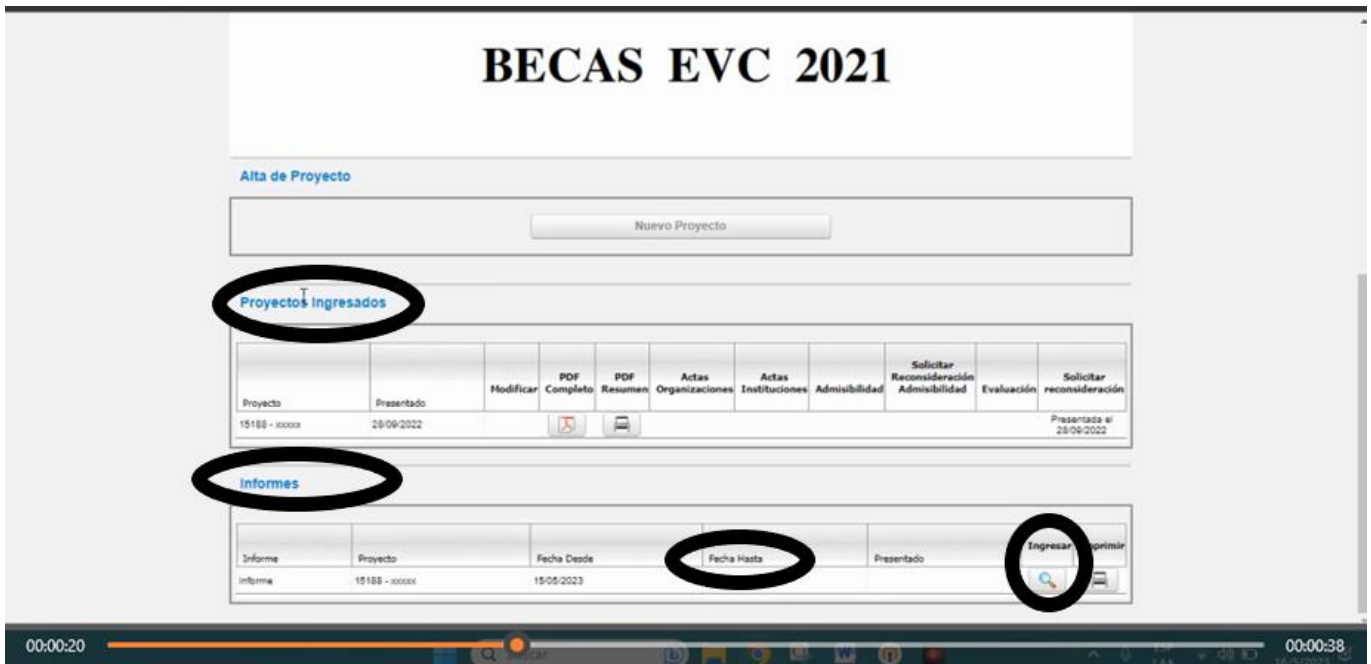 BECAS EVC 2021
Alta de Proyecto
Nuevo Proyecto
Proyectos Ingresados
Proyecto Presentado Modificar PDF Completo PDF Resumen Actas Organizaciones Actas Instituciones Admisibilidad Solicitar Reconsideración Admisibilidad Evaluación Solicitar reconsideración
15188 - xxxxx 28/09/2022 Presentada el 28/09/2022
Informes
Informe Proyecto Fecha Desde Fecha Hasta Presentado Ingresar
Informe 15188 - xxxxx 15/05/2023
00:00:20 00:00:38